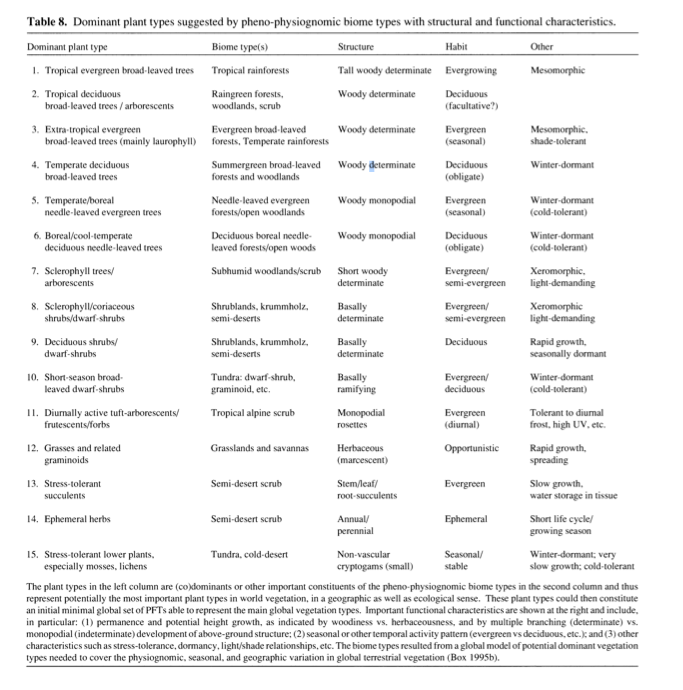 Table 8. Dominant plant types suggested by pheno-physiognomic biome types with structural and functional characteristics.
Dominant plant type Biome type(s) Structure Habit Other
1. Tropical evergreen broad-leaved trees Tropical rainforests Tall woody determinate Evergrowing Mesomorphic
2. Tropical deciduous Raingreen forests, Woody determinate Deciduous
broad-leaved trees / arborescents woodlands, scrub (facultative?)
3. Extra-tropical evergreen Evergreen broad-leaved Woody determinate Evergreen Mesomorphic,
broad-leaved trees (mainly laurophyll) forests, Temperate rainforests (seasonal) shade-tolerant
4. Temperate deciduous Summergreen broad-leaved Woody determinate Deciduous Winter-dormant
broad-leaved trees forests and woodlands (obligate)
5. Temperate/boreal Needle-leaved evergreen Woody monopodial Evergreen Winter-dormant
needle-leaved evergreen trees forests/open woodlands (seasonal) (cold-tolerant)
6. Boreal/cool-temperate Deciduous boreal needle- Woody monopodial Deciduous Winter-dormant
deciduous needle-leaved trees leaved forests/open woods (obligate) (cold-tolerant)
7. Sclerophyll trees/ Subhumid woodlands/scrub Short woody Evergreen/ Xeromorphic,
arborescents determinate semi-evergreen light-demanding
8. Sclerophyll/coriaceous Shrublands, krummholz, Basally Evergreen/ Xeromorphic
shrubs/dwarf-shrubs semi-deserts determinate semi-evergreen light-demanding
9. Deciduous shrubs/ Shrublands, krummholz, Basally Deciduous Rapid growth,
dwarf-shrubs semi-deserts determinate seasonally dormant
10. Short-season broad- Tundra: dwarf-shrub, Basally Evergreen/ Winter-dormant
leaved dwarf-shrubs graminoid, etc. ramifying deciduous (cold-tolerant)
11. Diurnally active tuft-arborescents/ Tropical alpine scrub Monopodial Evergreen Tolerant to diurnal
frutescents/forbs rosettes (diurnal) frost, high UV, etc.
12. Grasses and related Grasslands and savannas Herbaceous Opportunistic Rapid growth,
graminoids (marcescent) spreading
13. Stress-tolerant Semi-desert scrub Stem/leaf/ Evergreen Slow growth,
succulents root-succulents water storage in tissue
14. Ephemeral herbs Semi-desert scrub Annual/ Ephemeral Short life cycle/
perennial growing season
15. Stress-tolerant lower plants, Tundra, cold-desert Non-vascular Seasonal/ Winter-dormant; very
especially mosses, lichens cryptogams (small) stable slow growth; cold-tolerant
The plant types in the left column are (co)dominants or other important constituents of the pheno-physiognomic biome types in the second column and thus
represent potentially the most important plant types in world vegetation, in a geographic as well as ecological sense. These plant types could then constitute
an initial minimal global set of PFTs able to represent the main global vegetation types. Important functional characteristics are shown at the right and include,
in particular: (1) permanence and potential height growth, as indicated by woodiness vs. herbaceousness, and by multiple branching (determinate) vs.
monopodial (indeterminate) development of above-ground structure; (2) seasonal or other temporal activity pattern (evergreen vs deciduous, etc.); and (3) other
characteristics such as stress-tolerance, dormancy, light/shade relationships, etc. The biome types resulted from a global model of potential dominant vegetation
types needed to cover the physiognomic, seasonal, and geographic variation in global terrestrial vegetation (Box 1995b).